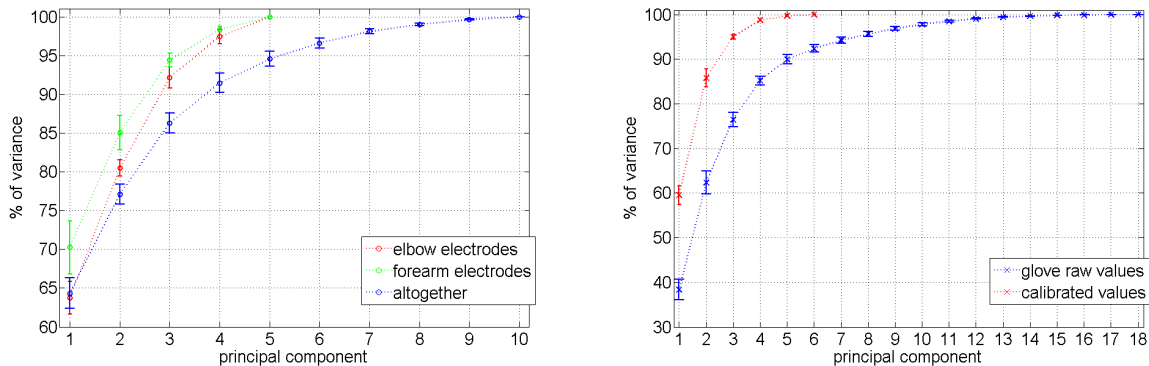 100
95
90
85
80
75
70
65
60
% of variance
1 2 3 4 5 6 7 8 9 10
principal component
elbow electrodes
forearm electrodes
altogether
100
90
80
70
60
50
40
30
% of variance
1 2 3 4 5 6 7 8 9 10 11 12 13 14 15 16 17 18
principal component
glove raw values
calibrated values